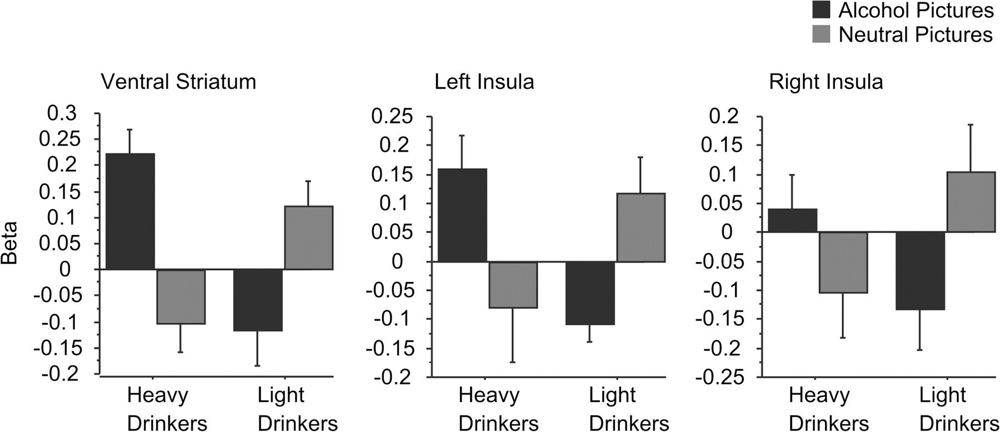 Alcohol Pictures
Neutral Pictures
Ventral Striatum
Beta
0.3
0.25
0.2
0.15
0.1
0.05
0
-0.05
-0.1
-0.15
-0.2
Heavy
Drinkers
Light
Drinkers
Left Insula
0.25
0.2
0.15
0.1
0.05
0
-0.05
-0.1
-0.15
-0.2
Heavy
Drinkers
Light
Drinkers
Right Insula
0.2
0.15
0.1
0.05
0
-0.05
-0.1
-0.15
-0.2
-0.25
Heavy
Drinkers
Light
Drinkers